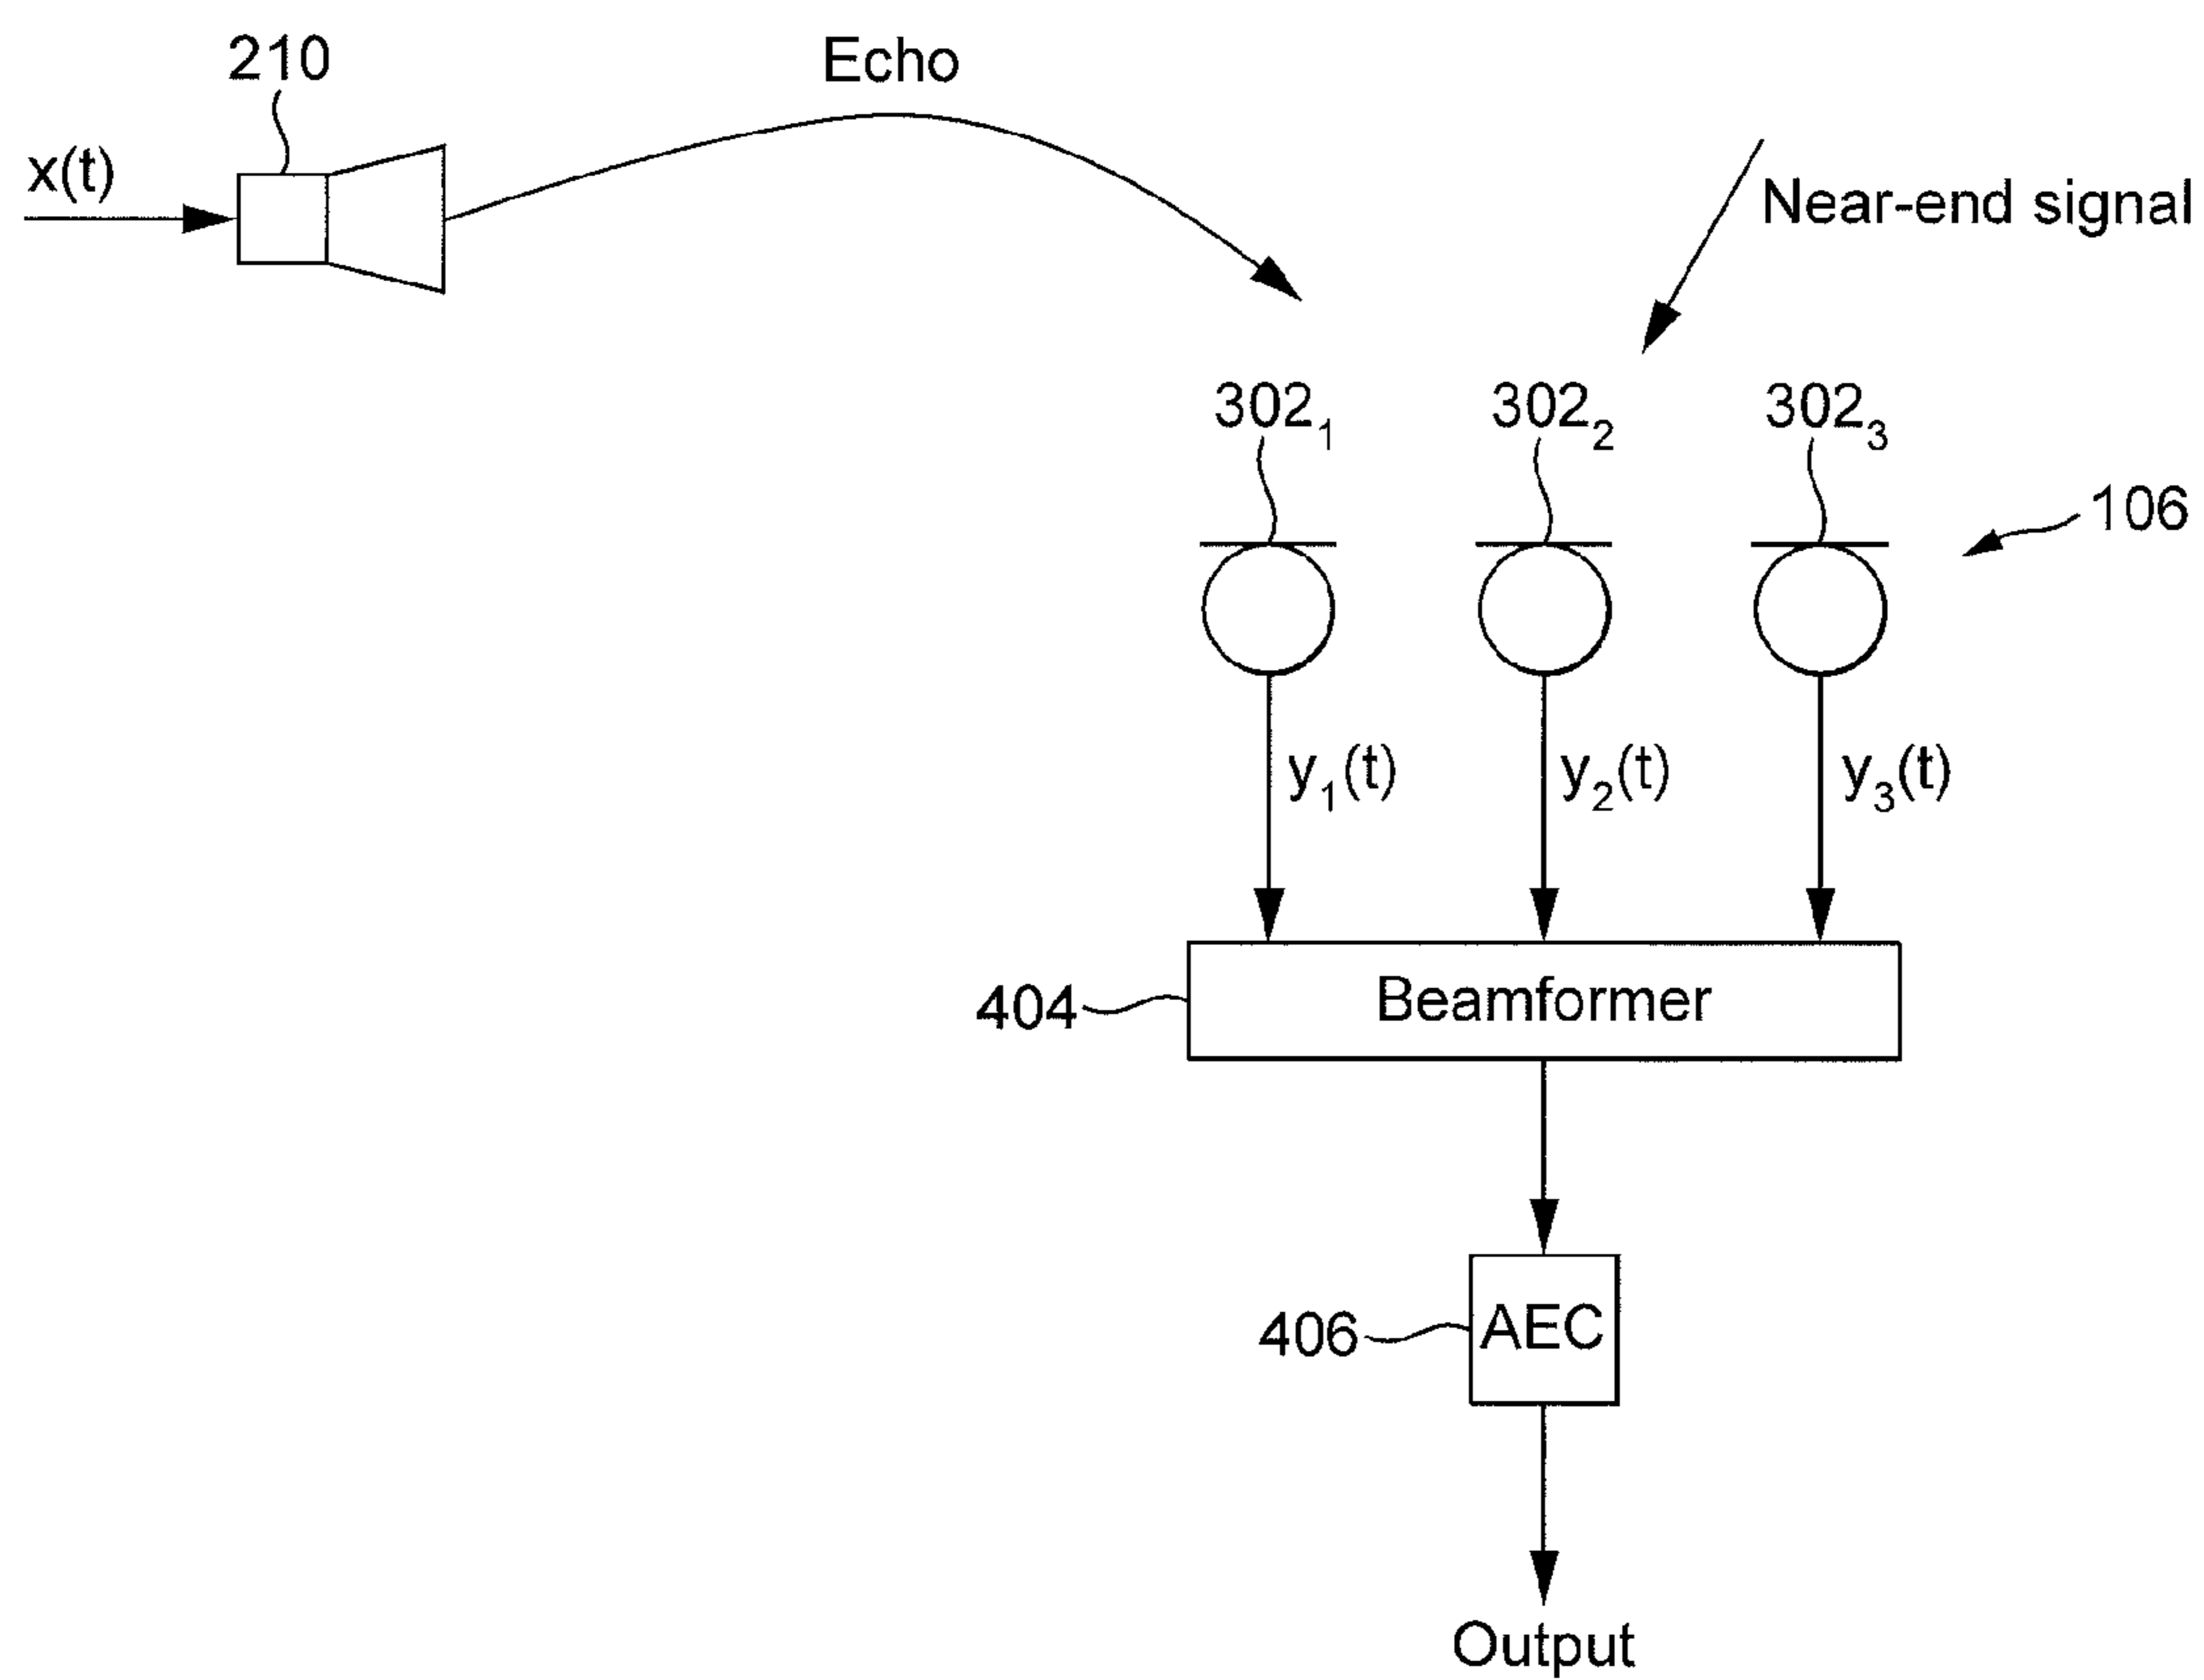 210
Echo
x(t)
Near-end signal
302₁
302₂
302₃
106
y₁(t)
y₂(t)
y₃(t)
404
Beamformer
406
AEC
Output